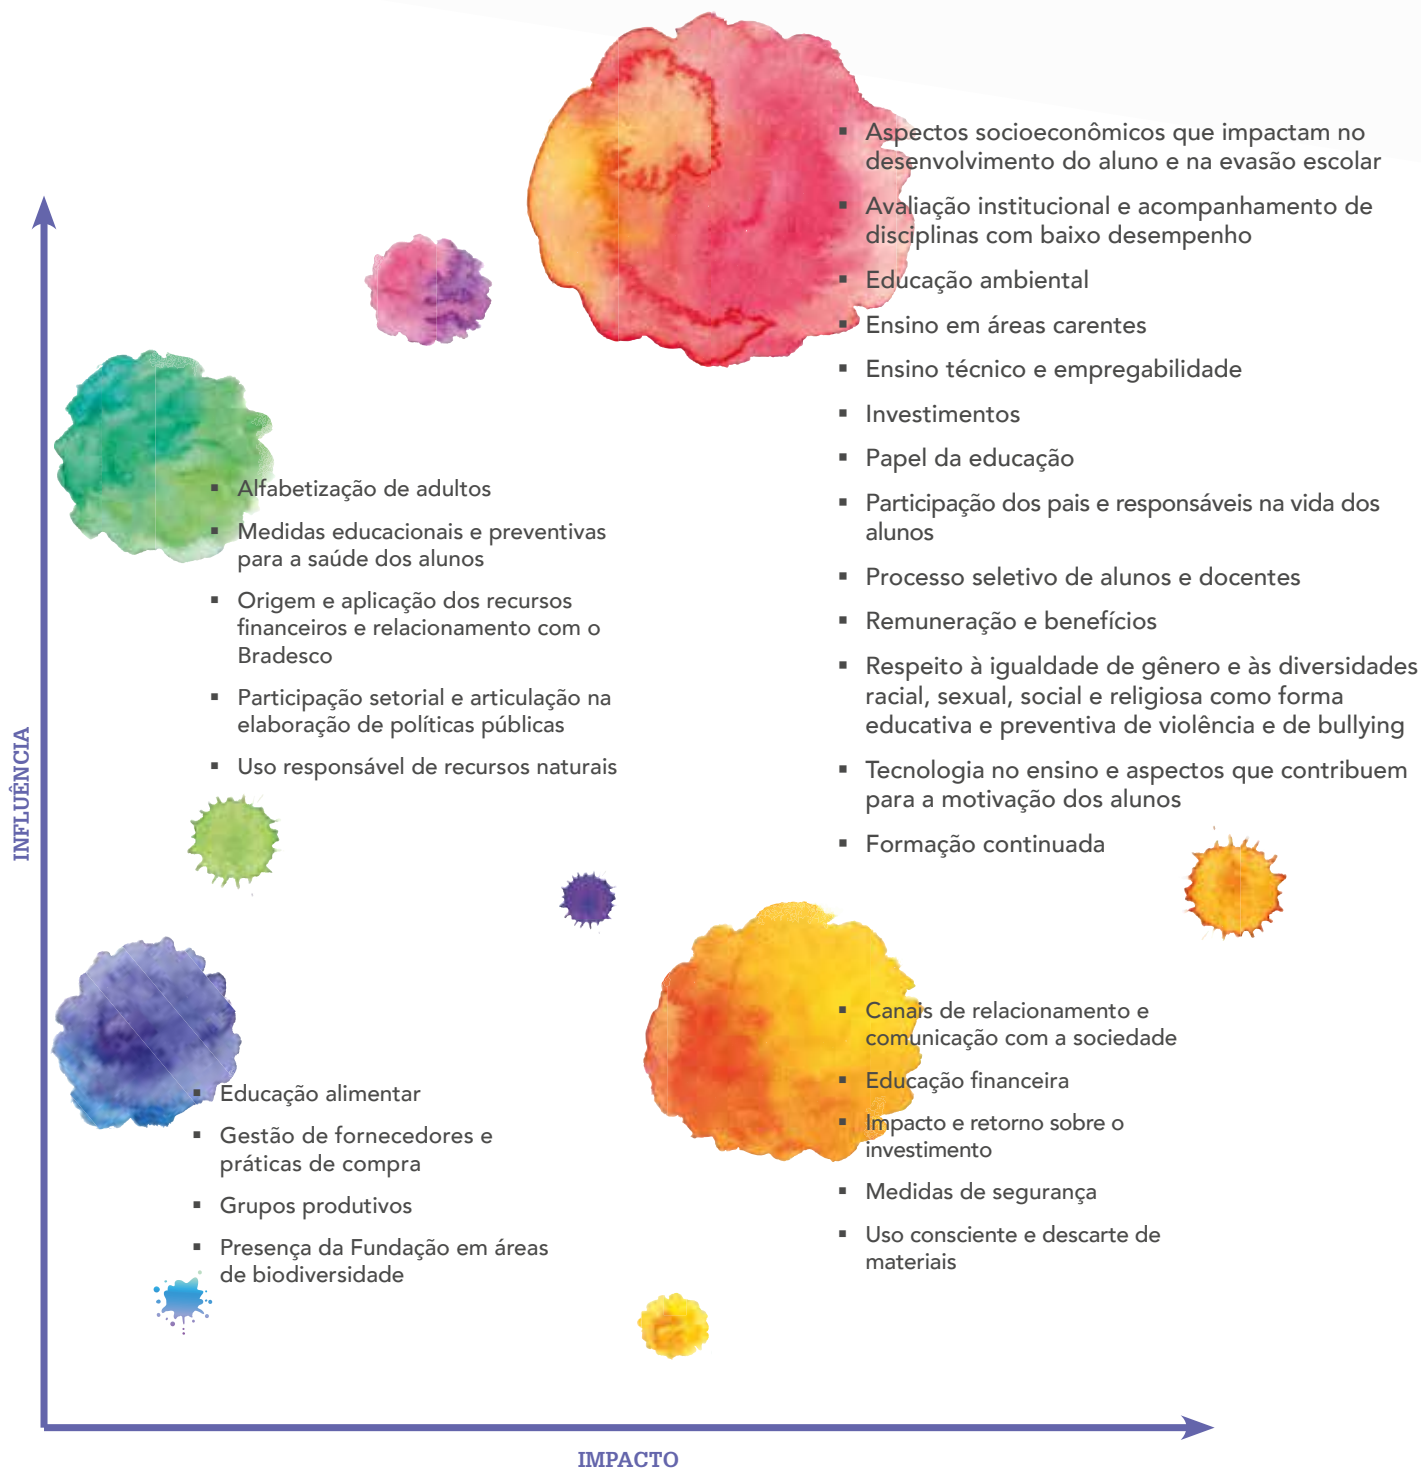 ▪ Aspectos socioeconômicos que impactam no
desenvolvimento do aluno e na evasão escolar
▪ Avaliação institucional e acompanhamento de
disciplinas com baixo desempenho
▪ Educação ambiental
▪ Ensino em áreas carentes
▪ Ensino técnico e empregabilidade
▪ Investimentos
▪ Papel da educação
▪ Participação dos pais e responsáveis na vida dos
alunos
▪ Processo seletivo de alunos e docentes
▪ Remuneração e benefícios
▪ Respeito à igualdade de gênero e às diversidades
racial, sexual, social e religiosa como forma
educativa e preventiva de violência e de bullying
▪ Tecnologia no ensino e aspectos que contribuem
para a motivação dos alunos
▪ Formação continuada
▪ Alfabetização de adultos
▪ Medidas educacionais e preventivas
para a saúde dos alunos
▪ Origem e aplicação dos recursos
financeiros e relacionamento com o
Bradesco
▪ Participação setorial e articulação na
elaboração de políticas públicas
▪ Uso responsável de recursos naturais
INFLUÊNCIA
▪ Educação alimentar
▪ Gestão de fornecedores e
práticas de compra
▪ Grupos produtivos
▪ Presença da Fundação em áreas
de biodiversidade
▪ Canais de relacionamento e
comunicação com a sociedade
▪ Educação financeira
▪ Impacto e retorno sobre o
investimento
▪ Medidas de segurança
▪ Uso consciente e descarte de
materiais
IMPACTO